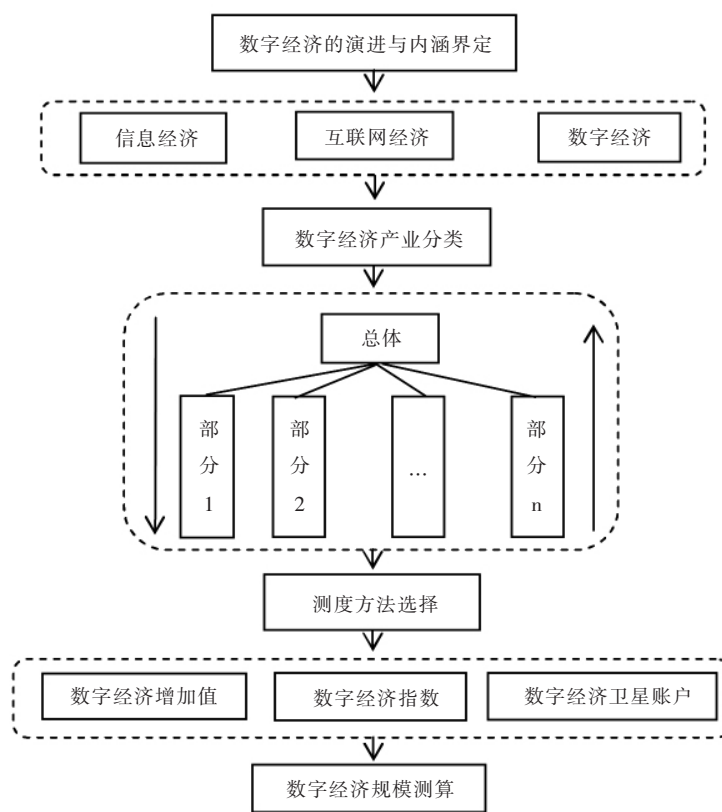 数字经济的演进与内涵界定
信息经济
互联网经济
数字经济
数字经济产业分类
总体
部分1
部分2
…
部分n
测度方法选择
数字经济增加值
数字经济指数
数字经济卫星账户
数字经济规模测算